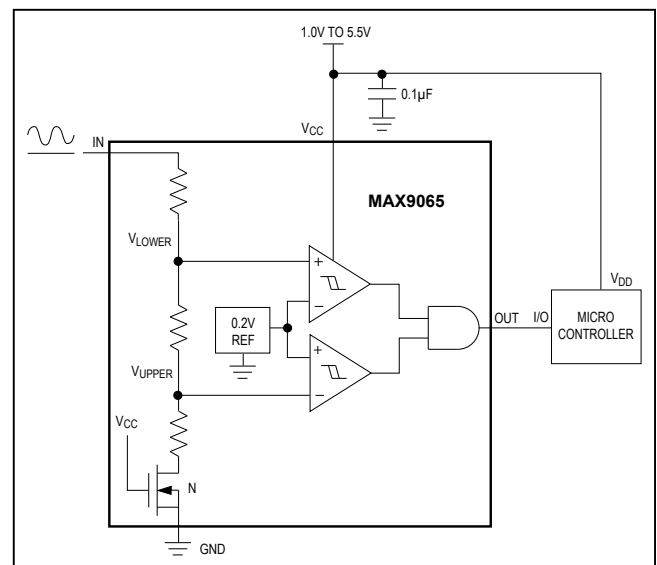 1.0V TO 5.5V
0.1µF
VCC
IN
MAX9065
VLOWER
+
−
VDD
0.2V
REF
OUT
I/O
MICRO
CONTROLLER
+
−
VUPPER
VCC
N
GND